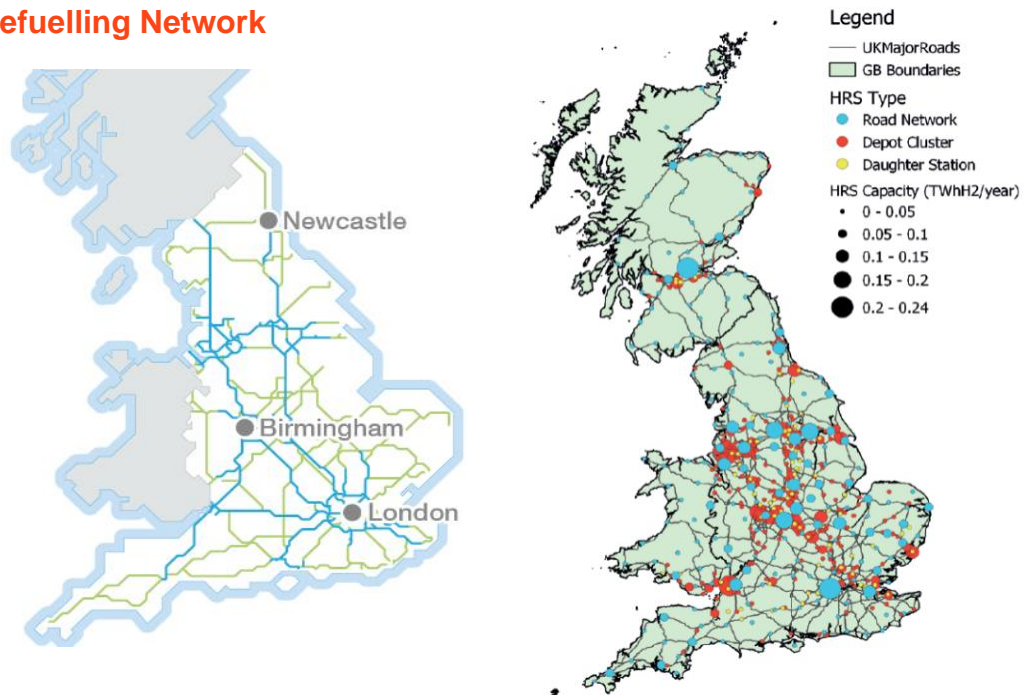 efuelling Network
Newcastle
Birmingham
London
Legend
UKMajorRoads
GB Boundaries
HRS Type
Road Network
Depot Cluster
Daughter Station
HRS Capacity (TWhH2/year)
0 - 0.05
0.05 - 0.1
0.1 - 0.15
0.15 - 0.2
0.2 - 0.24